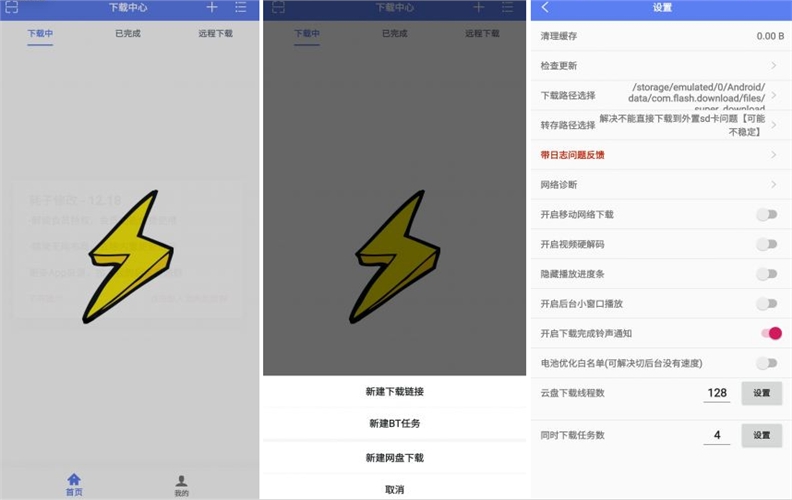 下载中心
下载中
已完成
远程下载
首页
我的
下载中心
下载中
已完成
远程下载
新建下载链接
新建BT任务
新建网盘下载
取消
设置
清理缓存
0.00 B
检查更新
下载路径选择
/storage/emulated/0/Android/
data/com.flash.download/files/
super_download
转存路径选择
解决不能直接下载到外置sd卡问题【可能
不稳定】
带日志问题反馈
网络诊断
开启移动网络下载
开启视频硬解码
隐藏播放进度条
开启后台小窗口播放
开启下载完成铃声通知
电池优化白名单(可解决切后台没有速度)
云盘下载线程数
128
设置
同时下载任务数
4
设置